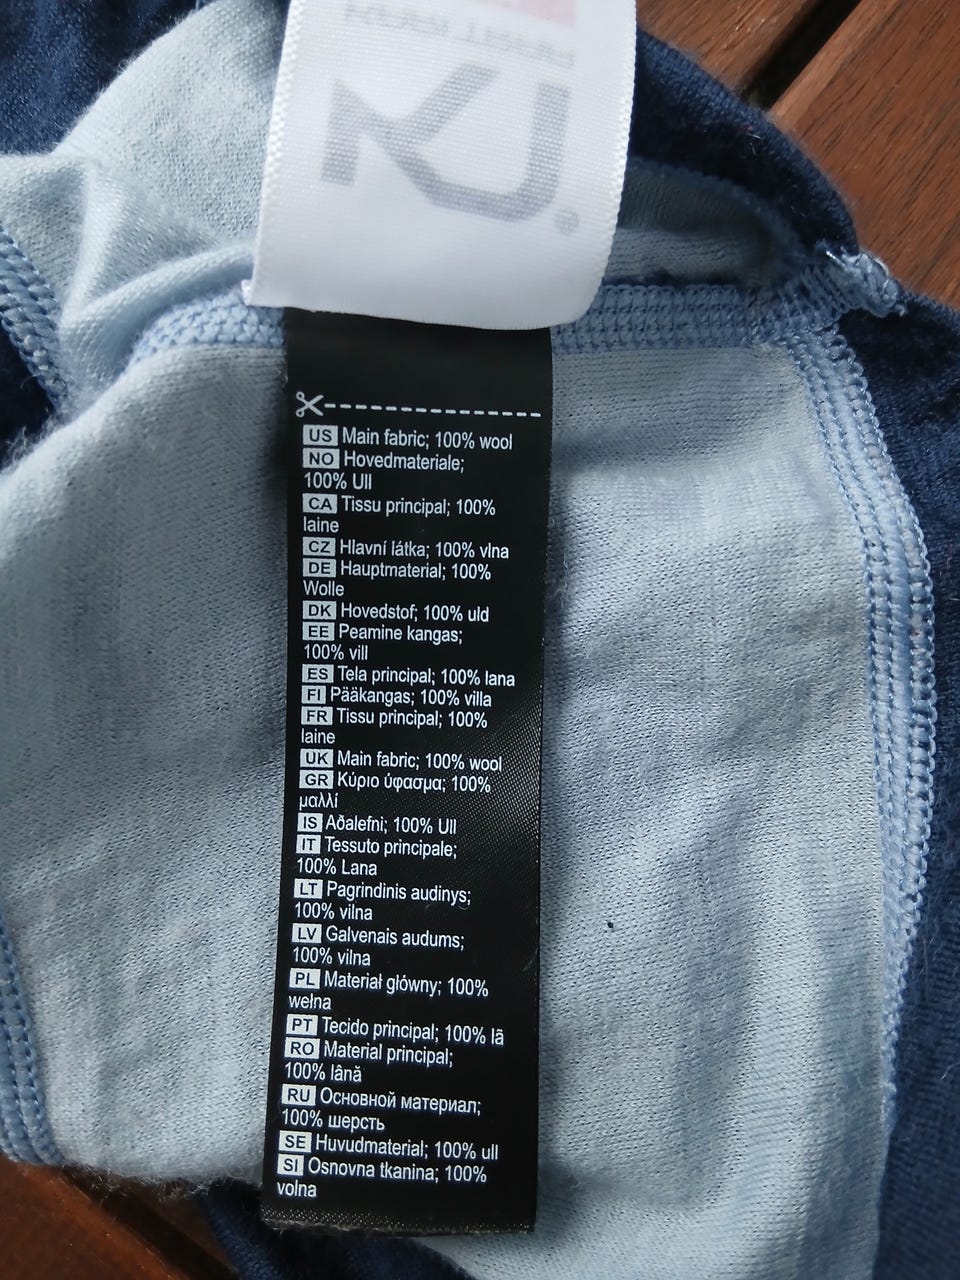 US Main fabric; 100% wool
NO Hovedmateriale;
100% Ull
CA Tissu principal; 100%
laine
CZ Hlavní látka; 100% vlna
DE Hauptmaterial; 100%
Wolle
DK Hovedstof; 100% uld
EE Peamine kangas;
100% vill
ES Tela principal; 100% lana
FI Pääkangas; 100% villa
FR Tissu principal; 100%
laine
UK Main fabric; 100% wool
GR Κύριο ύφασμα; 100%
μαλλί
IS Aðalefni; 100% Ull
IT Tessuto principale;
100% Lana
LT Pagrindinis audinys;
100% vilna
LV Galvenais audums;
100% vilna
PL Materiał główny; 100%
wełna
PT Tecido principal; 100% lã
RO Material principal;
100% lână
RU Основной материал;
100% шерсть
SE Huvudmaterial; 100% ull
SI Osnovna tkanina; 100%
volna